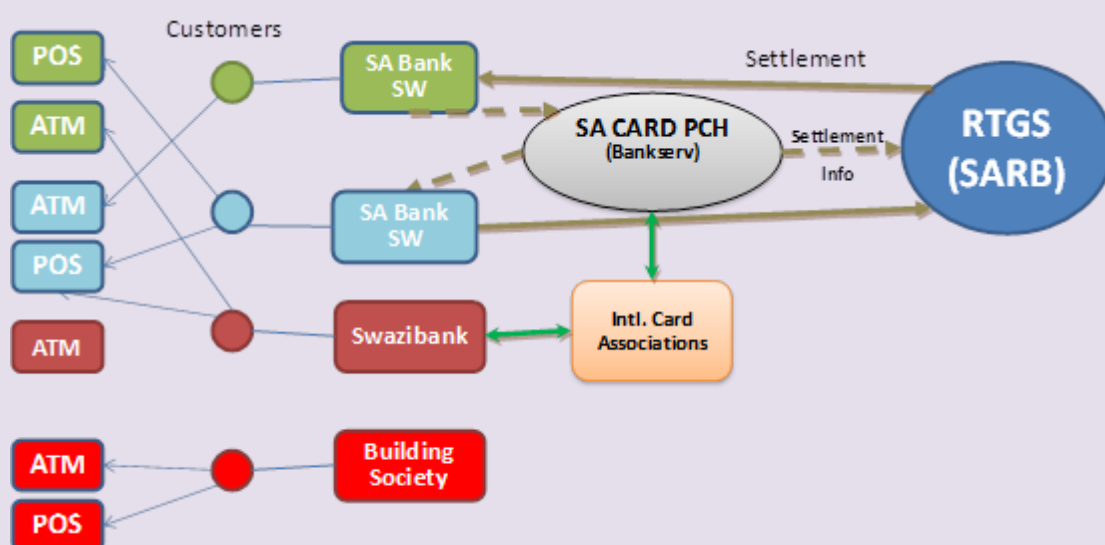 Customers
POS
ATM
ATM
POS
ATM
ATM
POS
SA Bank
SW
SA Bank
SW
Swazibank
Building
Society
SA CARD PCH
(Bankserv)
Intl. Card
Associations
Settlement
Settlement
Info
RTGS
(SARB)